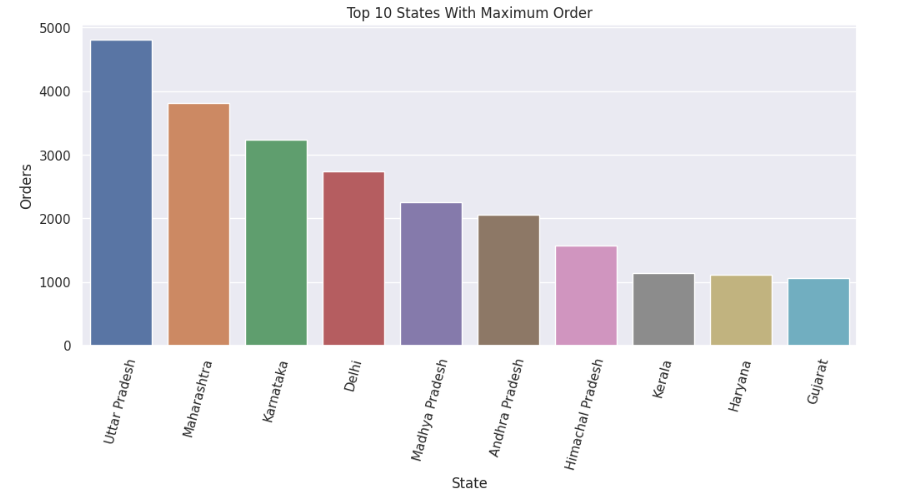 Top 10 States With Maximum Order
Orders
5000
4000
3000
2000
1000
0
Uttar Pradesh
Maharashtra
Karnataka
Delhi
Madhya Pradesh
Andhra Pradesh
Himachal Pradesh
Kerala
Haryana
Gujarat
State